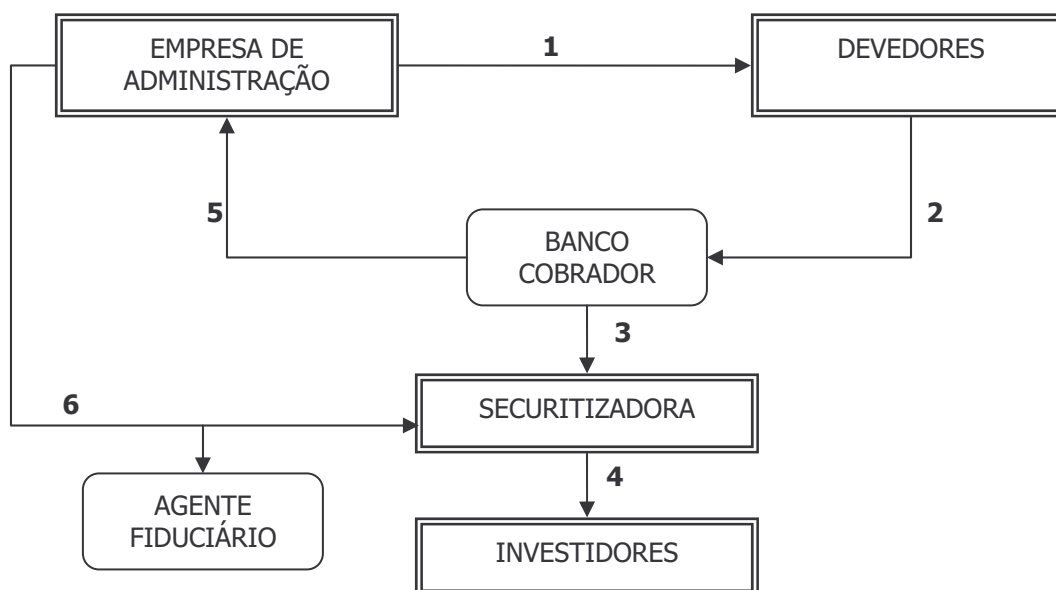 EMPRESA DE
ADMINISTRAÇÃO
1
DEVEDORES
5
2
BANCO
COBRADOR
3
6
SECURITIZADORA
4
AGENTE
FIDUCIÁRIO
INVESTIDORES